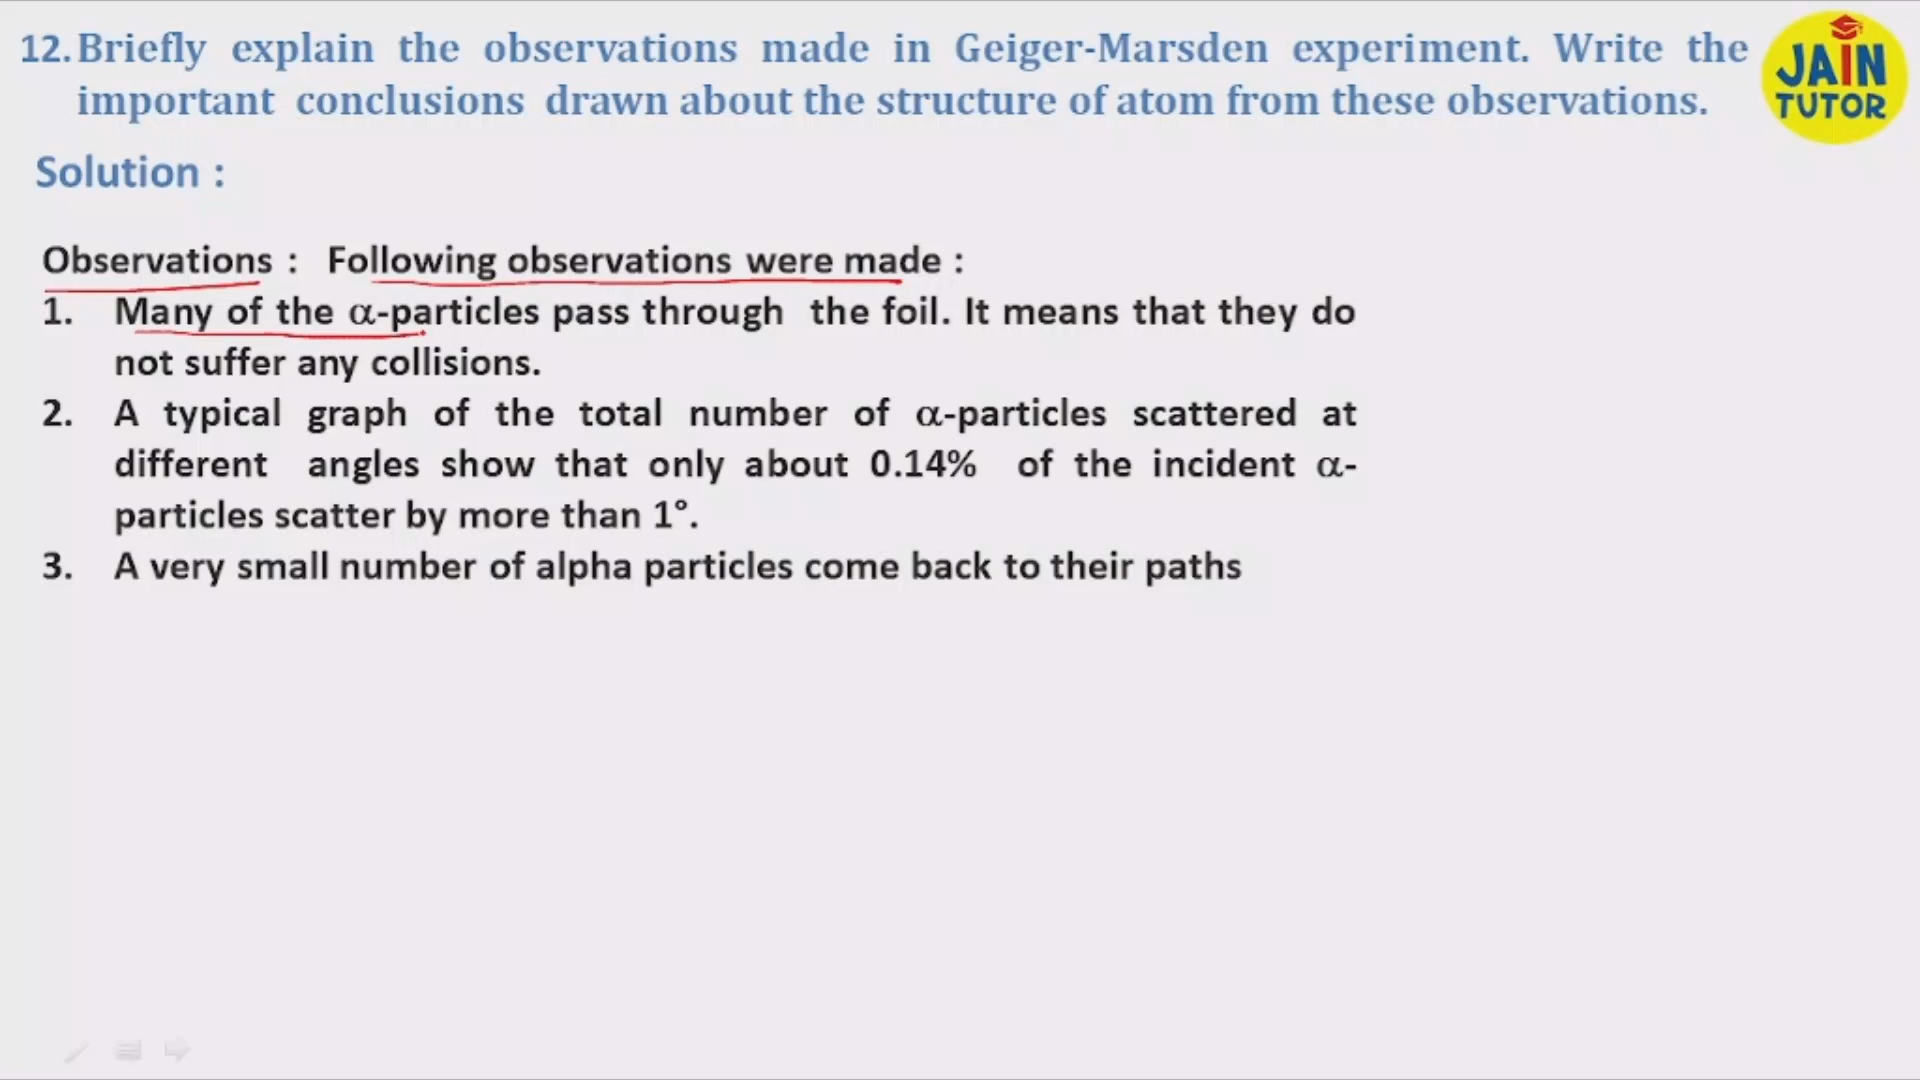 12. Briefly explain the observations made in Geiger-Marsden experiment. Write the
important conclusions drawn about the structure of atom from these observations.
JAIN
TUTOR
Solution :
Observations : Following observations were made :
1. Many of the α-particles pass through the foil. It means that they do
not suffer any collisions.
2. A typical graph of the total number of α-particles scattered at
different angles show that only about 0.14% of the incident α-
particles scatter by more than 1°.
3. A very small number of alpha particles come back to their paths